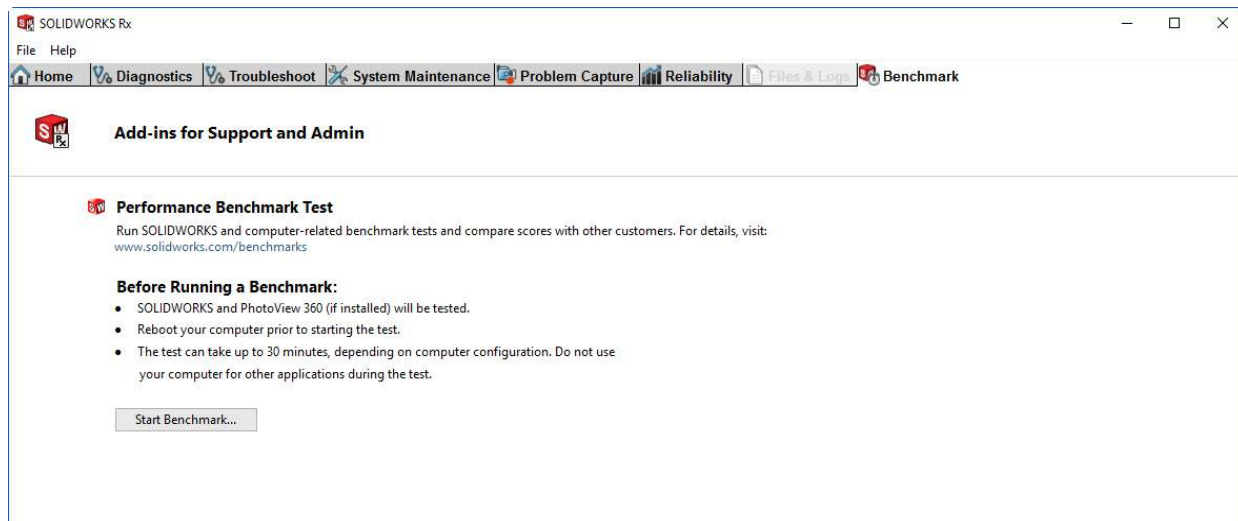 SOLIDWORKS Rx
File Help
Home Diagnostics Troubleshoot System Maintenance Problem Capture Reliability Files & Logs Benchmark
SW Rx
Add-ins for Support and Admin
Performance Benchmark Test
Run SOLIDWORKS and computer-related benchmark tests and compare scores with other customers. For details, visit:
www.solidworks.com/benchmarks
Before Running a Benchmark:
• SOLIDWORKS and PhotoView 360 (if installed) will be tested.
• Reboot your computer prior to starting the test.
• The test can take up to 30 minutes, depending on computer configuration. Do not use
your computer for other applications during the test.
Start Benchmark...